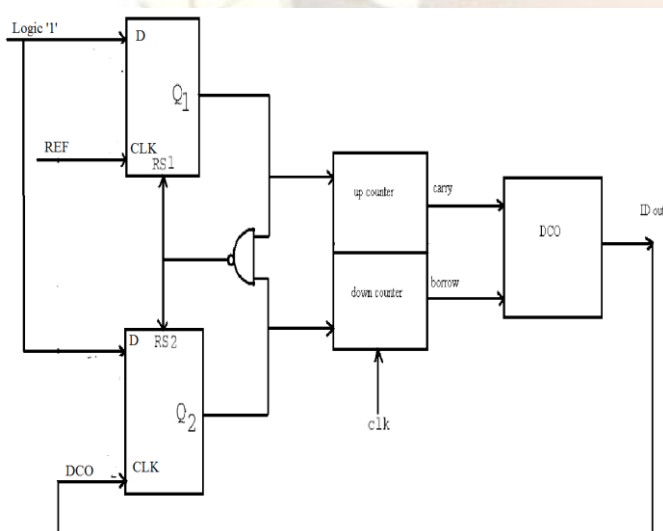 Logic '1'
D
Q1
REF
CLK
RS1
up counter
carry
DCO
ID out
down counter
borrow
D
RS2
Q2
clk
DCO
CLK